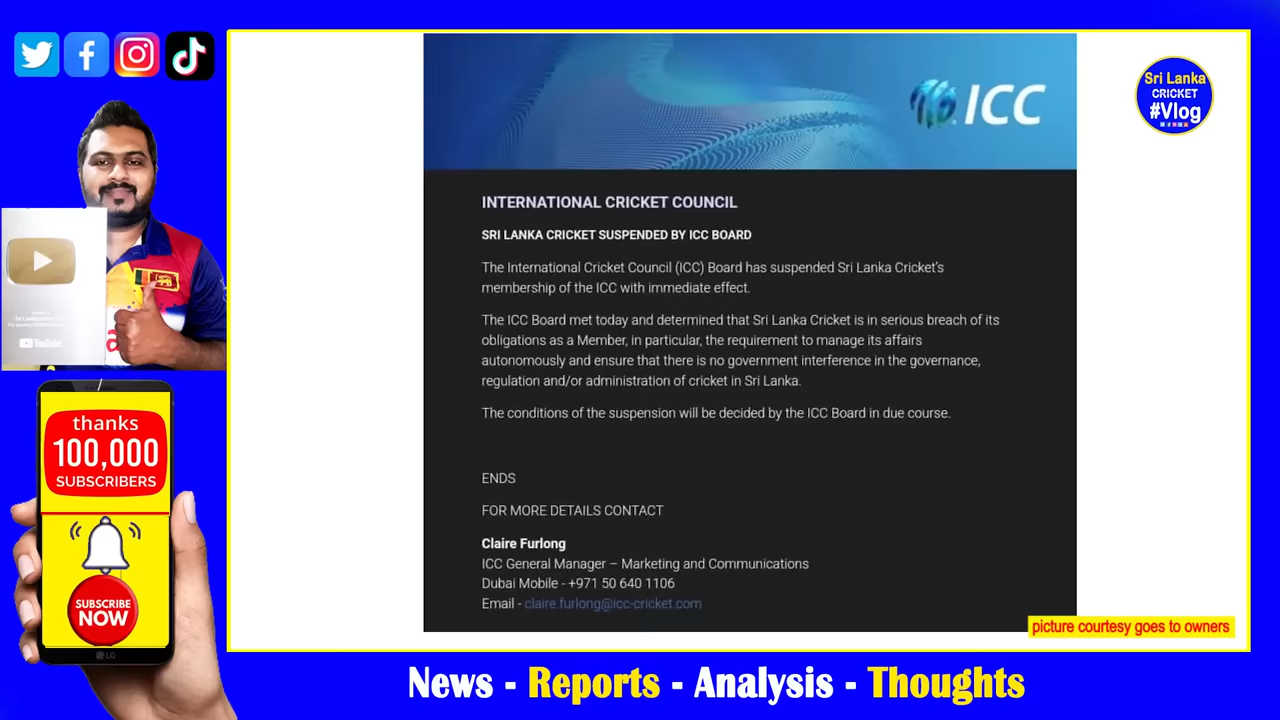 ICC
Sri Lanka
CRICKET
#Vlog
INTERNATIONAL CRICKET COUNCIL
SRI LANKA CRICKET SUSPENDED BY ICC BOARD
The International Cricket Council (ICC) Board has suspended Sri Lanka Cricket's
membership of the ICC with immediate effect.
The ICC Board met today and determined that Sri Lanka Cricket is in serious breach of its
obligations as a Member, in particular, the requirement to manage its affairs
autonomously and ensure that there is no government interference in the governance,
regulation and/or administration of cricket in Sri Lanka.
The conditions of the suspension will be decided by the ICC Board in due course.
ENDS
FOR MORE DETAILS CONTACT
Claire Furlong
ICC General Manager – Marketing and Communications
Dubai Mobile - +971 50 640 1106
Email - claire.furlong@icc-cricket.com
picture courtesy goes to owners
YouTube
thanks
100,000
SUBSCRIBERS
SUBSCRIBE
NOW
LG
News - Reports - Analysis - Thoughts